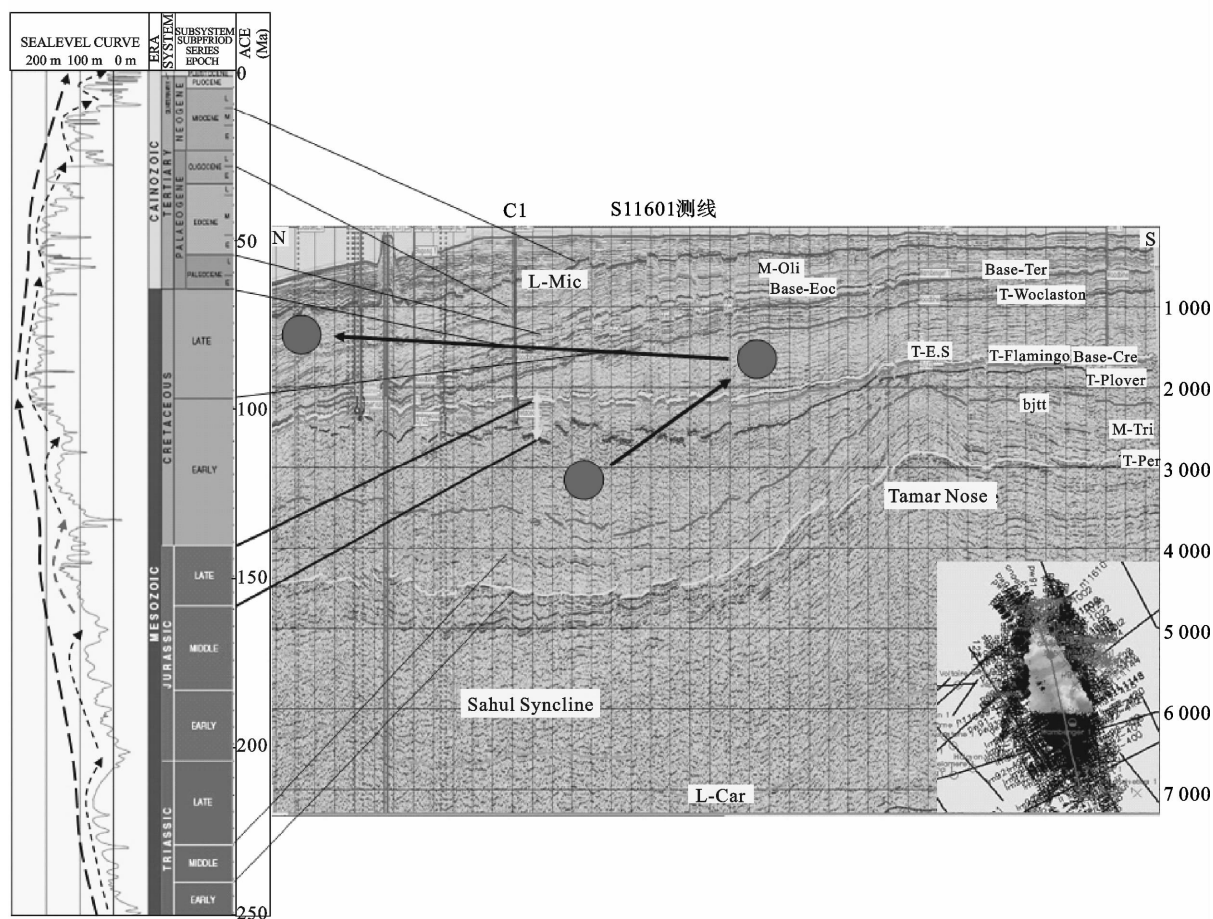 SEALEVEL CURVE
200 m 100 m 0 m
ERA
SYSTEM
SUBSYSTEM
SUBPFRIOD
SERIES
EPOCH
ACE
(Ma)
0
50
100
150
200
250
CAINOZOIC
MESOZOIC
TERTIARY
CRETACEOUS
JURASSIC
TRIASSIC
NEOGENE
PALAEOGENE
PLIOCENE
MIOCENE
L
M
E
OLIGOCENE
L
E
EOCENE
L
M
E
PALEOCENE
L
E
LATE
EARLY
LATE
MIDDLE
EARLY
LATE
MIDDLE
EARLY
C1
S11601测线
N
S
L-Mic
M-Oli
Base-Eoc
Base-Ter
T-Woclaston
T-E.S
T-Flamingo
Base-Cre
T-Plover
bjtt
M-Tri
T-Per
Tamar Nose
Sahul Syncline
L-Car
1 000
2 000
3 000
4 000
5 000
6 000
7 000
n11610